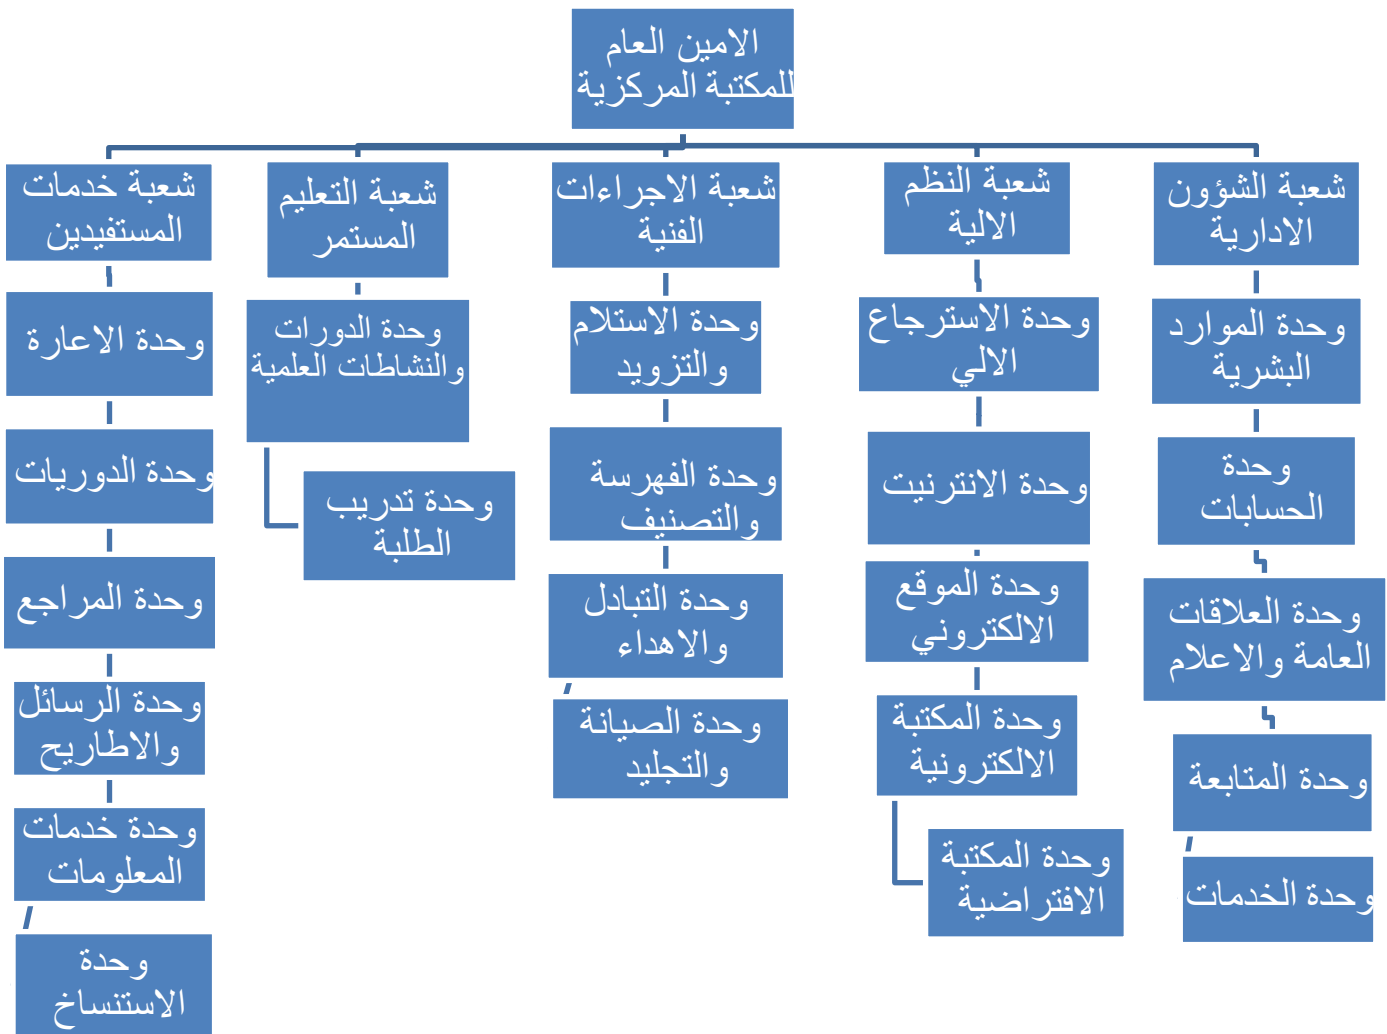 الامين العام
للمكتبة المركزية
شعبة الشؤون
الادارية
وحدة الموارد
البشرية
وحدة
الحسابات
وحدة العلاقات
العامة والاعلام
وحدة المتابعة
وحدة الخدمات
شعبة النظم
الالية
وحدة الاسترجاع
الالي
وحدة الانترنيت
وحدة الموقع
الالكتروني
وحدة المكتبة
الالكترونية
وحدة المكتبة
الافتراضية
شعبة الاجراءات
الفنية
وحدة الاستلام
والتزويد
وحدة الفهرسة
والتصنيف
وحدة التبادل
والاهداء
وحدة الصيانة
والتجليد
شعبة التعليم
المستمر
وحدة الدورات
والنشاطات العلمية
وحدة تدريب
الطلبة
شعبة خدمات
المستفيدين
وحدة الاعارة
وحدة الدوريات
وحدة المراجع
وحدة الرسائل
والاطاريح
وحدة خدمات
المعلومات
وحدة
الاستنساخ